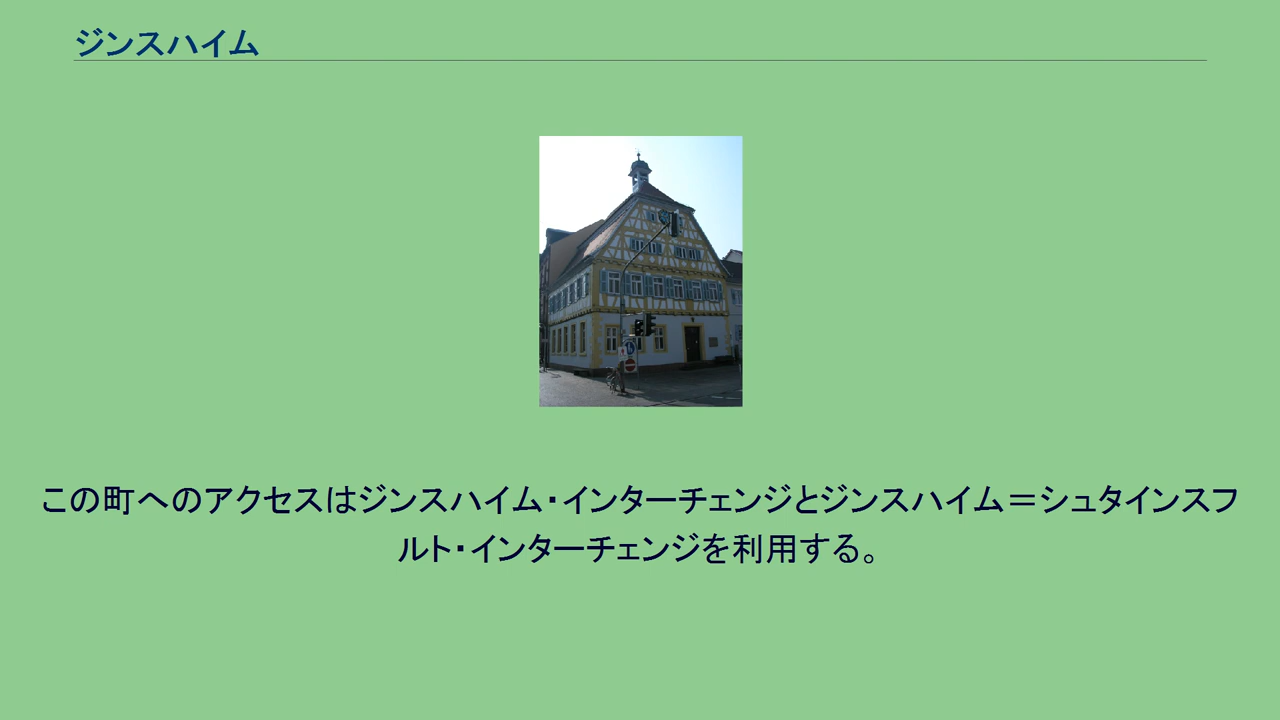 ジンスハイム
この町へのアクセスはジンスハイム・インターチェンジとジンスハイム＝シュタインスフ
ルト・インターチェンジを利用する。